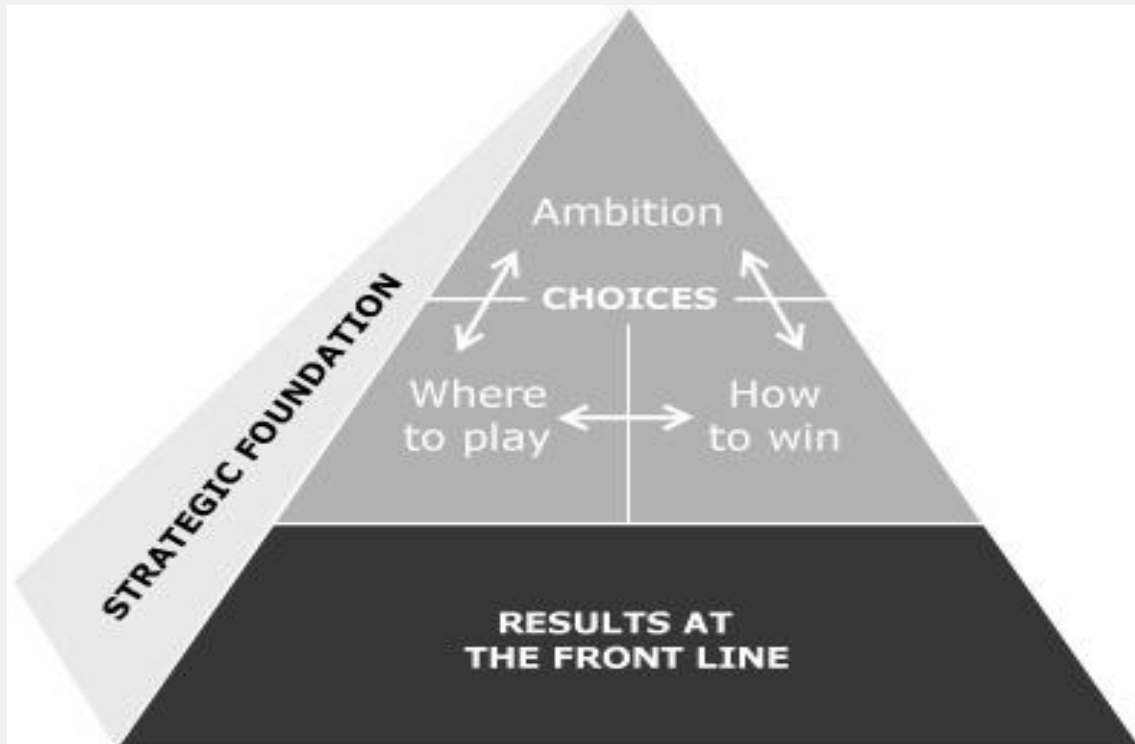 Ambition
CHOICES
Where
to play
How
to win
STRATEGIC FOUNDATION
RESULTS AT
THE FRONT LINE